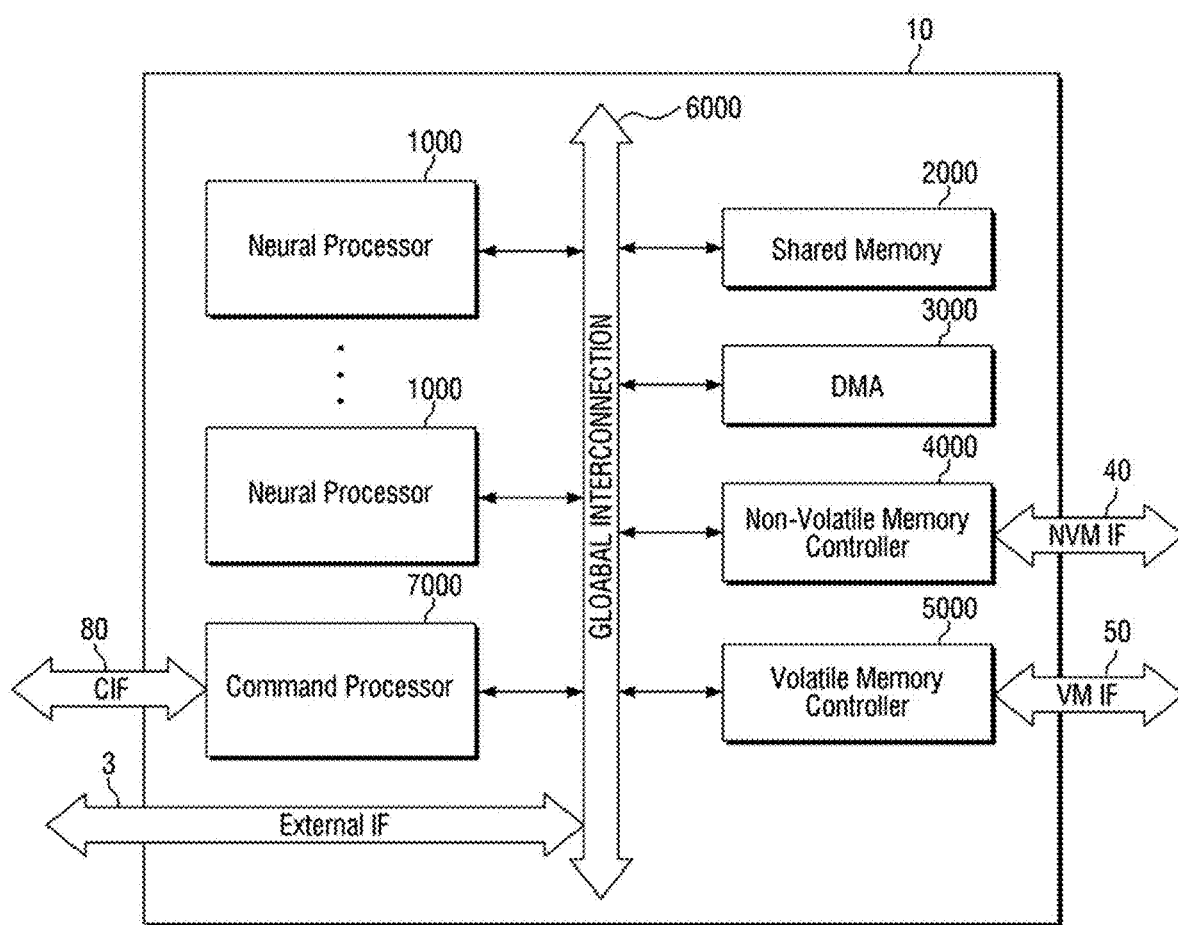 10
6000
1000
Neural Processor
2000
Shared Memory
3000
DMA
1000
Neural Processor
4000
Non-Volatile Memory
Controller
40
NVM IF
GLOABAL INTERCONNECTION
7000
Command Processor
80
CIF
5000
Volatile Memory
Controller
50
VM IF
3
External IF